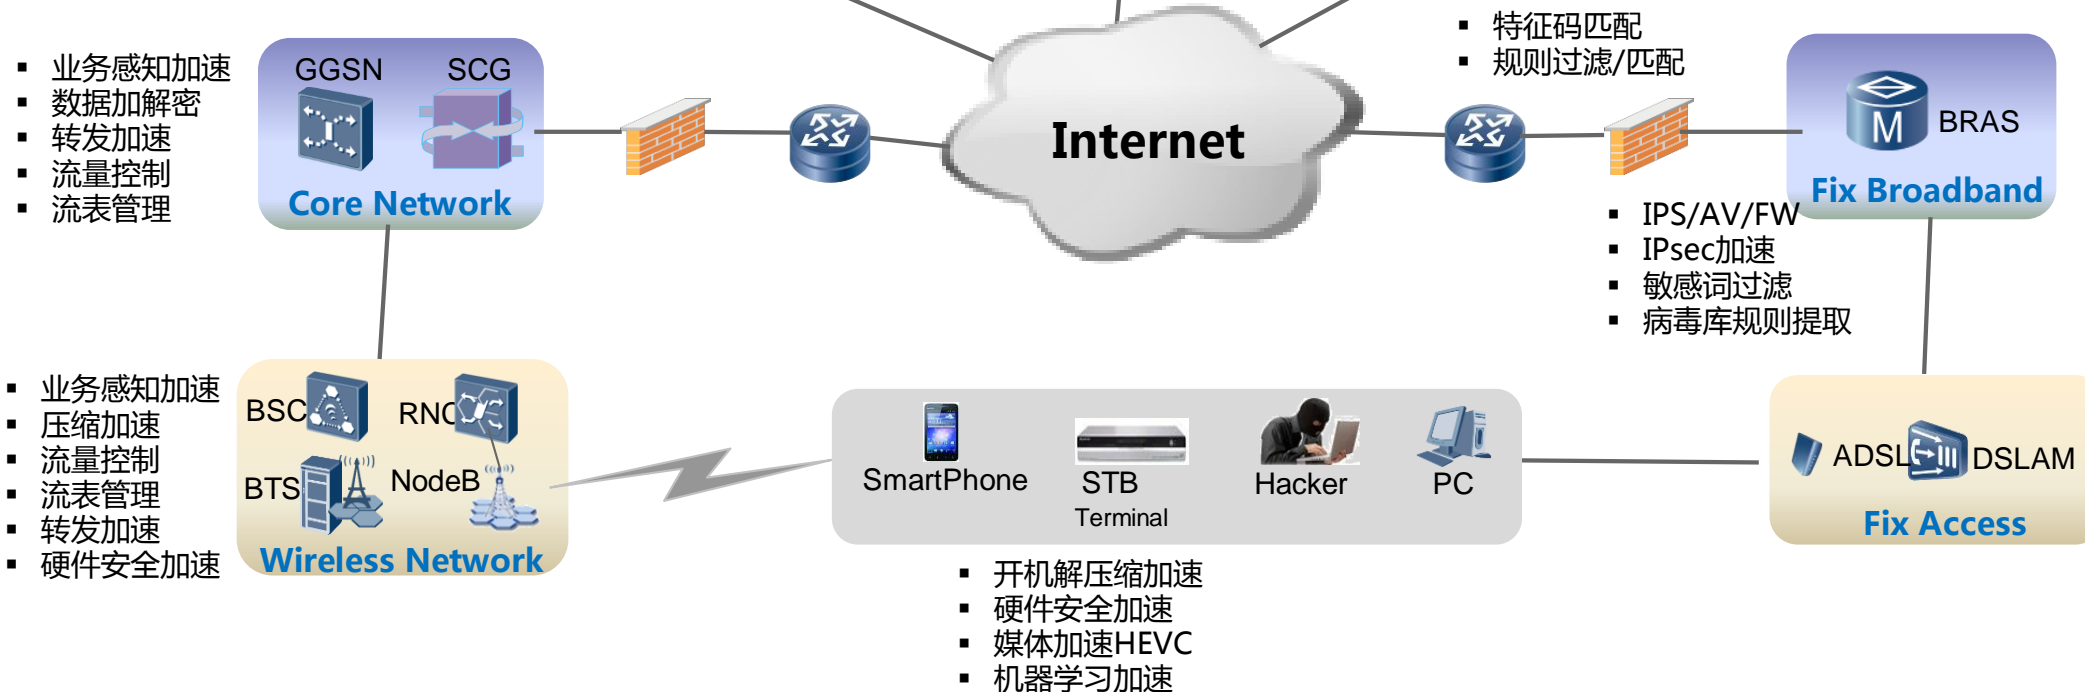 特征码匹配
规则过滤/匹配
业务感知加速
数据加解密
转发加速
流量控制
流表管理
GGSN
SCG
Core Network
Internet
M
BRAS
Fix Broadband
IPS/AV/FW
IPsec加速
敏感词过滤
病毒库规则提取
业务感知加速
压缩加速
流量控制
流表管理
转发加速
硬件安全加速
BSC
RNC
BTS
NodeB
Wireless Network
SmartPhone
STB
Hacker
PC
Terminal
ADSL
DSLAM
Fix Access
开机解压缩加速
硬件安全加速
媒体加速HEVC
机器学习加速